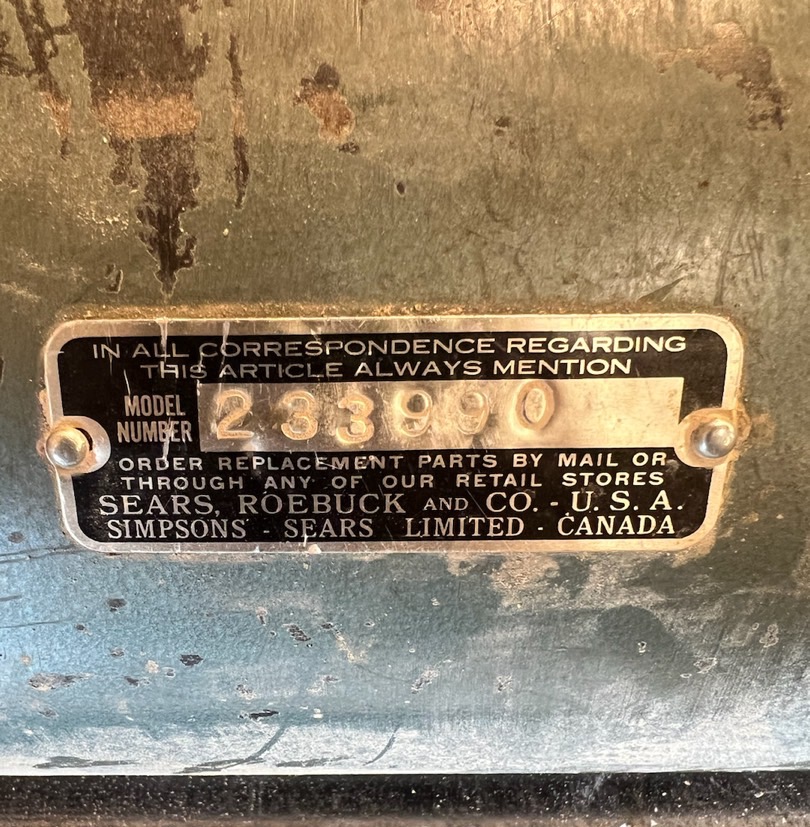 IN ALL CORRESPONDENCE REGARDING
THIS ARTICLE ALWAYS MENTION
MODEL
NUMBER
233990
ORDER REPLACEMENT PARTS BY MAIL OR
THROUGH ANY OF OUR RETAIL STORES
SEARS, ROEBUCK AND CO. - U. S. A.
SIMPSONS - SEARS LIMITED - CANADA